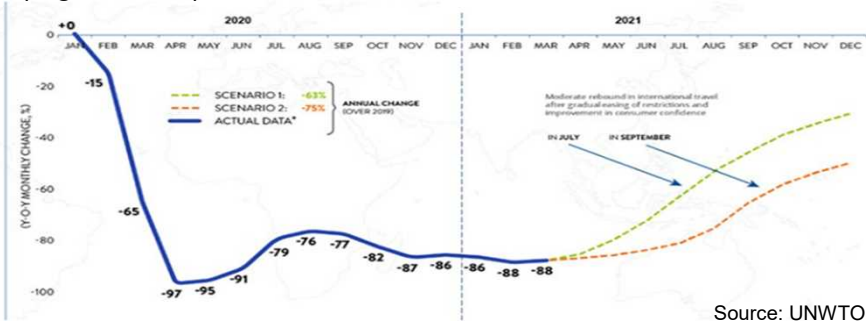 2020
2021
+0
0
JAN FEB MAR APR MAY JUN JUL AUG SEP OCT NOV DEC JAN FEB MAR APR MAY JUN JUL AUG SEP OCT NOV DEC
-15
-20
SCENARIO 1: -63%
SCENARIO 2: -75%
ACTUAL DATA*
ANNUAL CHANGE
(OVER 2019)
Moderate rebound in international travel
after gradual easing of restrictions and
improvement in consumer confidence
IN JULY
IN SEPTEMBER
(Y-O-Y MONTHLY CHANGE, %)
-40
-60
-65
-80
-97
-95
-91
-79
-76
-77
-82
-87
-86
-86
-88
-88
-100
Source: UNWTO